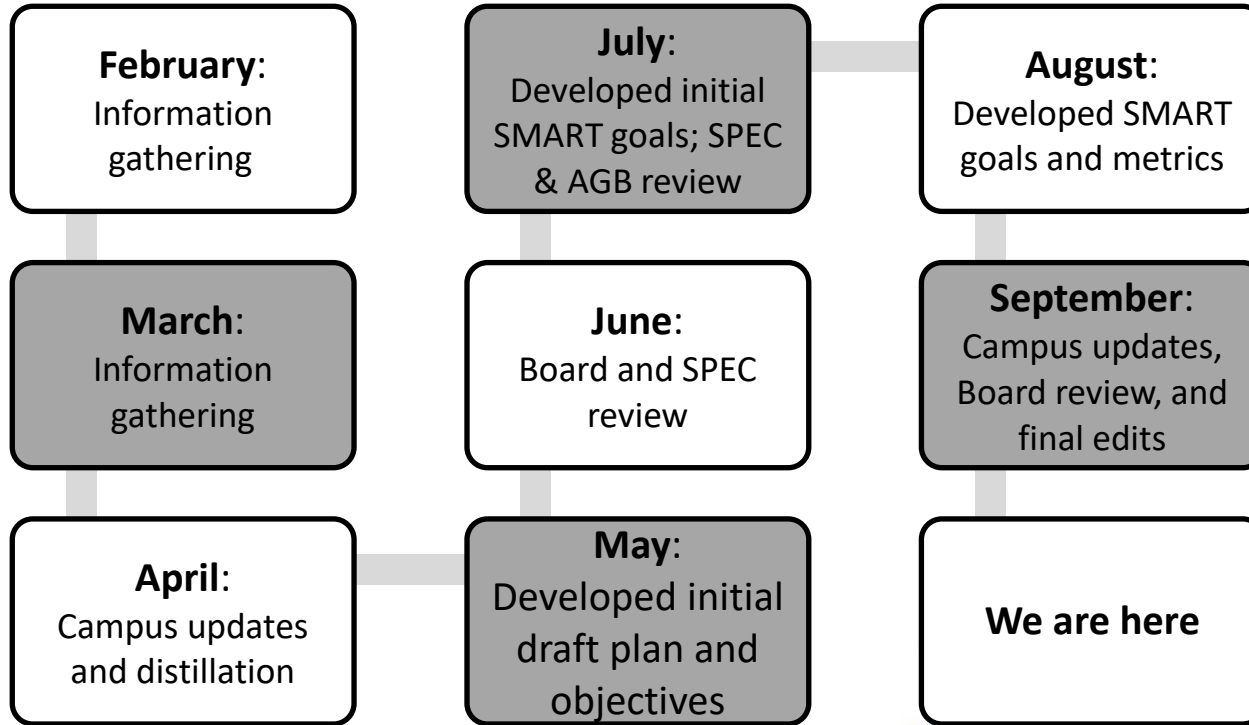 February:
Information
gathering
March:
Information
gathering
April:
Campus updates
and distillation
May:
Developed initial
draft plan and
objectives
June:
Board and SPEC
review
July:
Developed initial
SMART goals; SPEC
& AGB review
August:
Developed SMART
goals and metrics
September:
Campus updates,
Board review, and
final edits
We are here